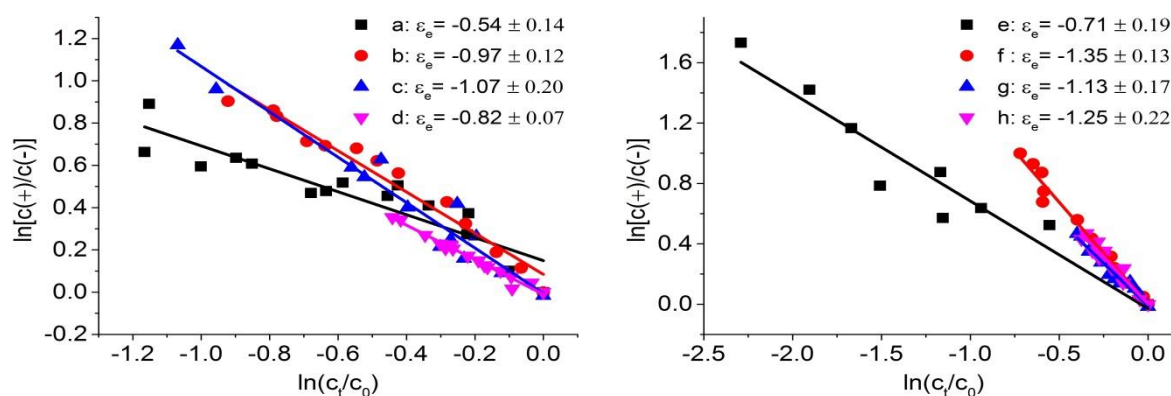 a: εe= -0.54 ± 0.14
b: εe= -0.97 ± 0.12
c: εe= -1.07 ± 0.20
d: εe= -0.82 ± 0.07
ln[c(+)/c(-)]
1.2
1.0
0.8
0.6
0.4
0.2
0.0
-0.2
-1.2 -1.0 -0.8 -0.6 -0.4 -0.2 0.0
ln(ct/c0)
e: εe= -0.71 ± 0.19
f: εe= -1.35 ± 0.13
g: εe= -1.13 ± 0.17
h: εe= -1.25 ± 0.22
ln[c(+)/c(-)]
1.6
1.2
0.8
0.4
0.0
-2.5 -2.0 -1.5 -1.0 -0.5 0.0
ln(ct/c0)